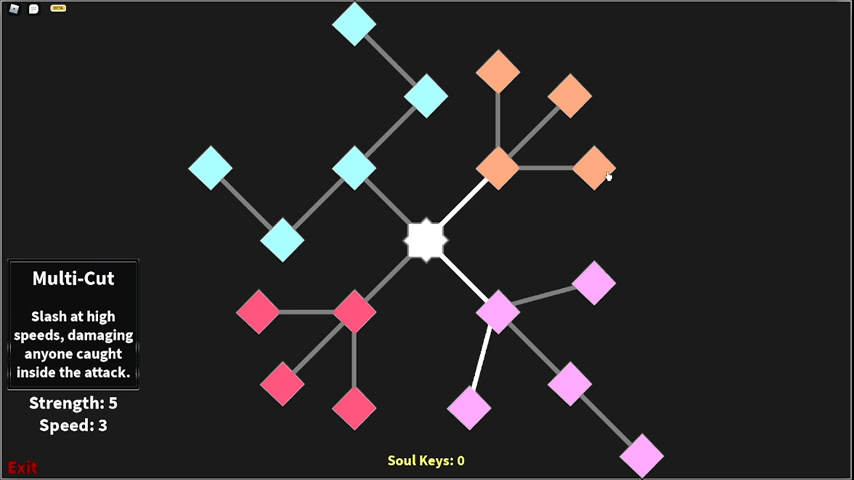 Multi-Cut
Slash at high
speeds, damaging
anyone caught
inside the attack.
Strength: 5
Speed: 3
Exit
Soul Keys: 0